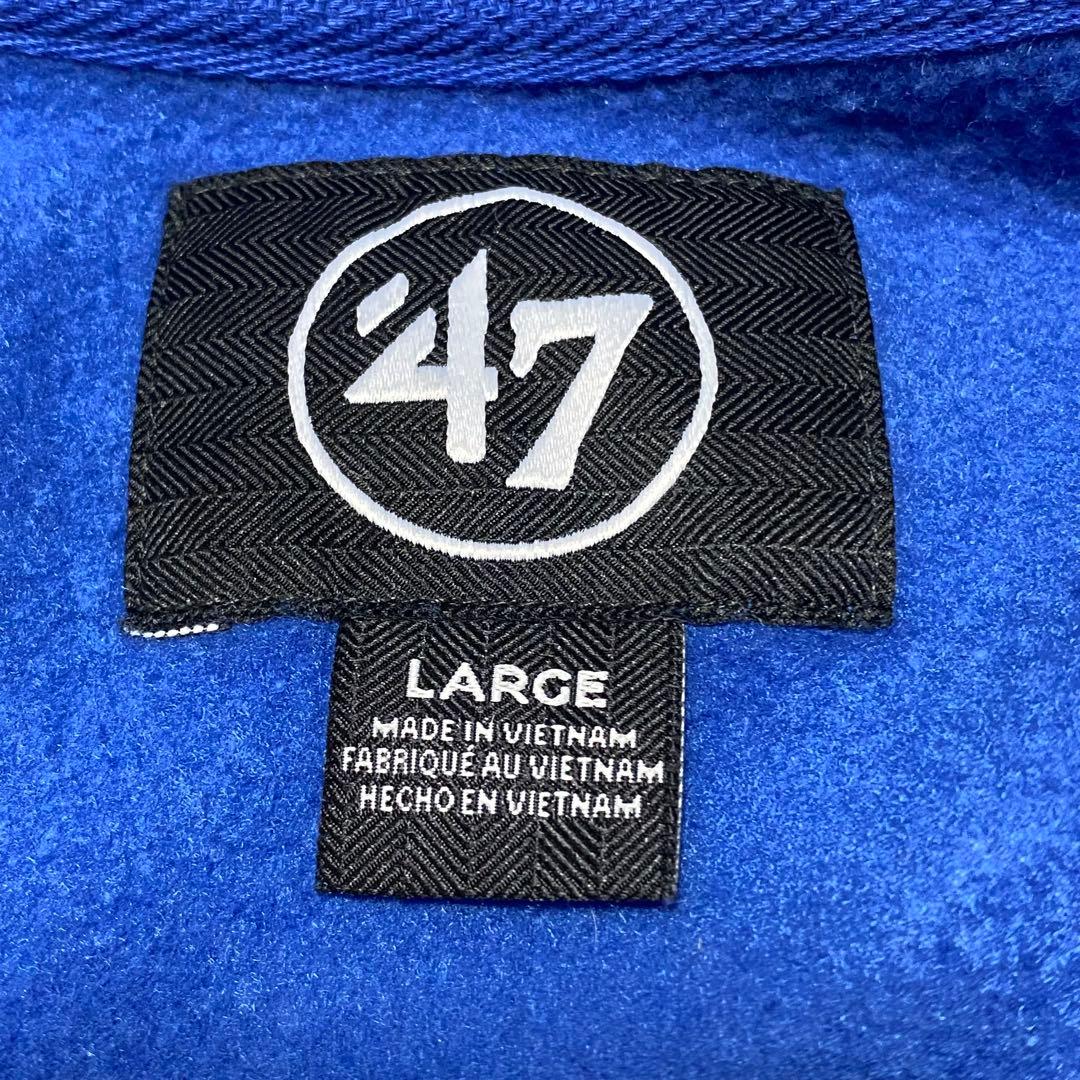 '47
LARGE
MADE IN VIETNAM
FABRIQUÉ AU VIETNAM
HECHO EN VIETNAM